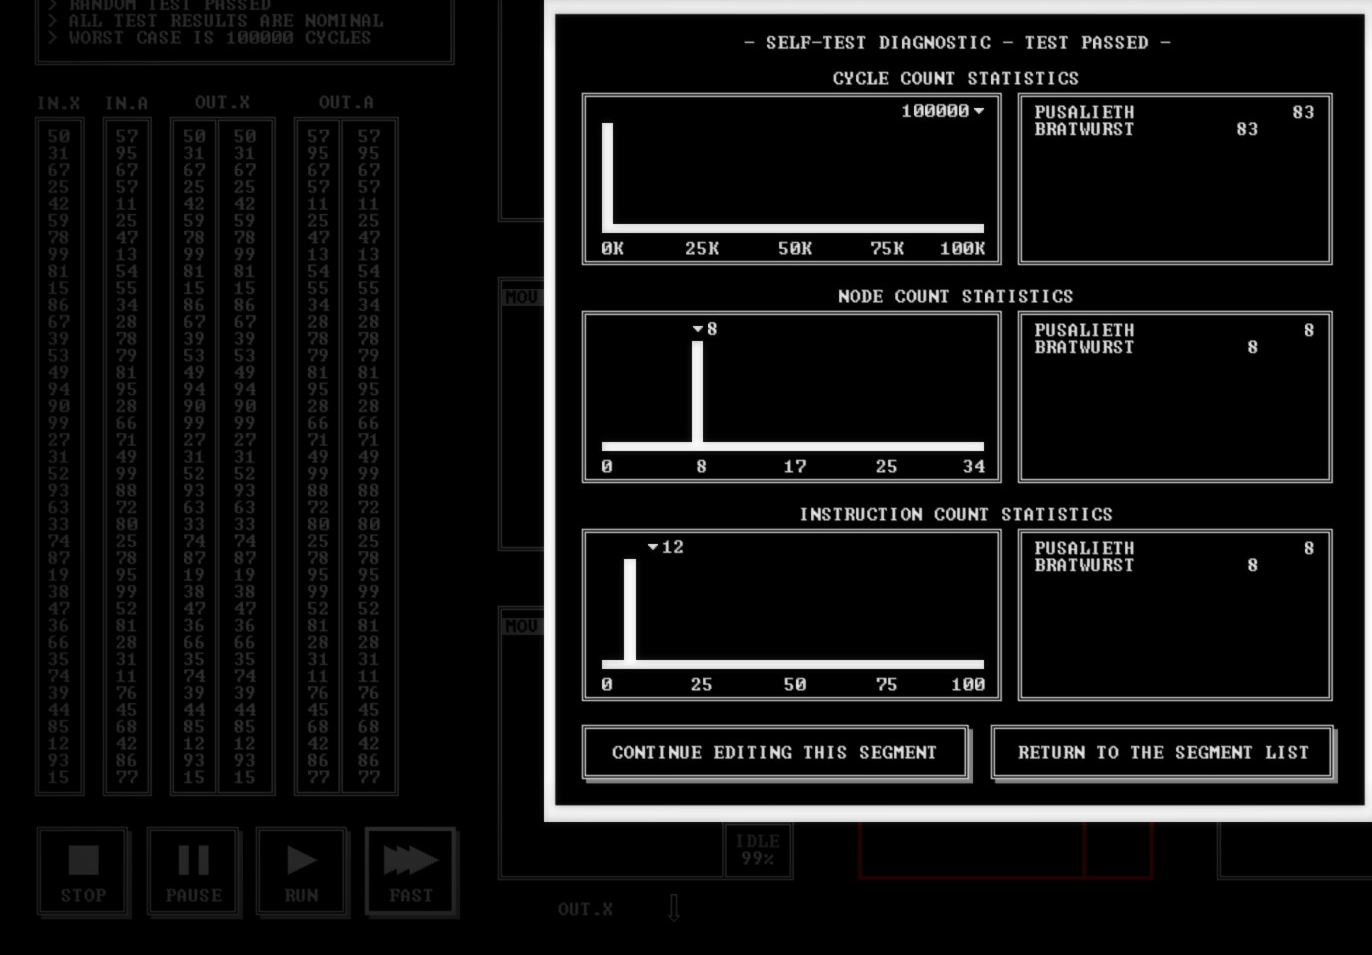 > RANDOM TEST PASSED
> ALL TEST RESULTS ARE NOMINAL
> WORST CASE IS 100000 CYCLES
IN.X IN.A OUT.X OUT.A
50 57 50 50 57 57
31 95 31 31 95 95
67 67 67 67 67 67
25 57 25 25 57 57
42 11 42 42 11 11
59 25 59 59 25 25
78 47 78 78 47 47
99 13 99 99 13 13
81 54 81 81 54 54
15 55 15 15 55 55
86 34 86 86 34 34
67 28 67 67 28 28
39 78 39 39 78 78
53 79 53 53 79 79
49 81 49 49 81 81
94 95 94 94 95 95
90 28 90 90 28 28
99 66 99 99 66 66
27 71 27 27 71 71
31 49 31 31 49 49
52 99 52 52 99 99
93 88 93 93 88 88
63 72 63 63 72 72
33 80 33 33 80 80
74 25 74 74 25 25
87 78 87 87 78 78
19 95 19 19 95 95
38 99 38 38 99 99
47 52 47 47 52 52
36 81 36 36 81 81
66 28 66 66 28 28
35 31 35 35 31 31
74 11 74 74 11 11
39 76 39 39 76 76
44 45 44 44 45 45
85 68 85 85 68 68
12 42 12 12 42 42
93 86 93 93 86 86
15 77 15 15 77 77
STOP PAUSE RUN FAST
MOV
MOV
IDLE
99%
OUT.X
- SELF-TEST DIAGNOSTIC - TEST PASSED -
CYCLE COUNT STATISTICS
100000
0K 25K 50K 75K 100K
PUSALIETH 83
BRATWURST 83
NODE COUNT STATISTICS
8
0 8 17 25 34
PUSALIETH 8
BRATWURST 8
INSTRUCTION COUNT STATISTICS
12
0 25 50 75 100
PUSALIETH 8
BRATWURST 8
CONTINUE EDITING THIS SEGMENT
RETURN TO THE SEGMENT LIST